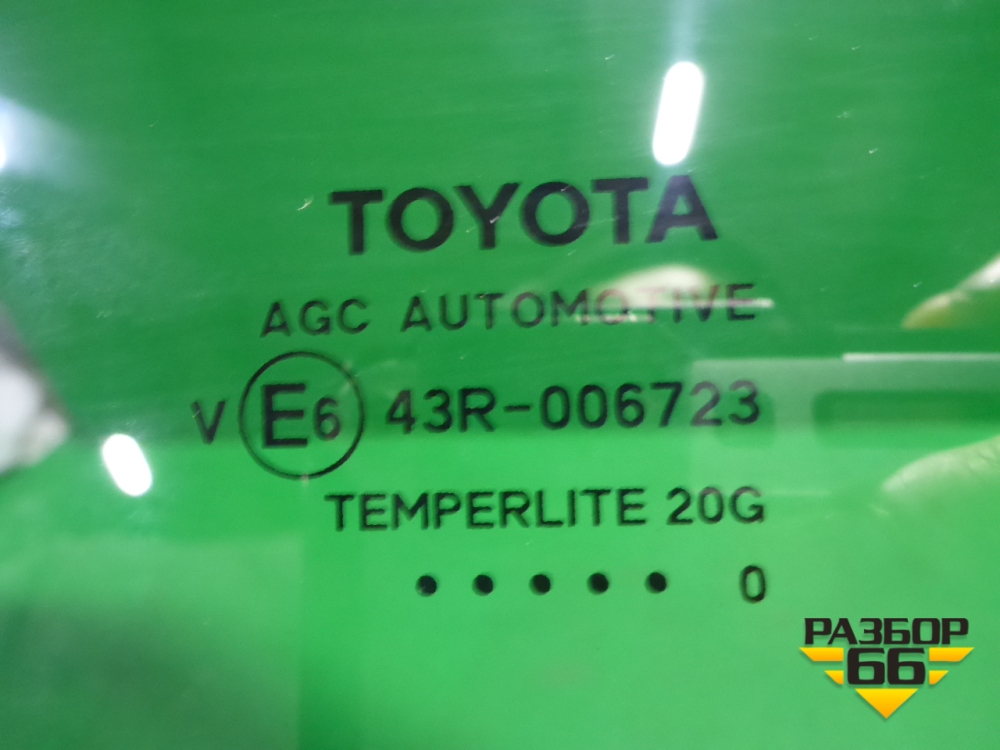 TOYOTA
AGC AUTOMOTIVE
V E6 43R-006723
TEMPERLITE 20G
• • • • • 0
РАЗБОР
66